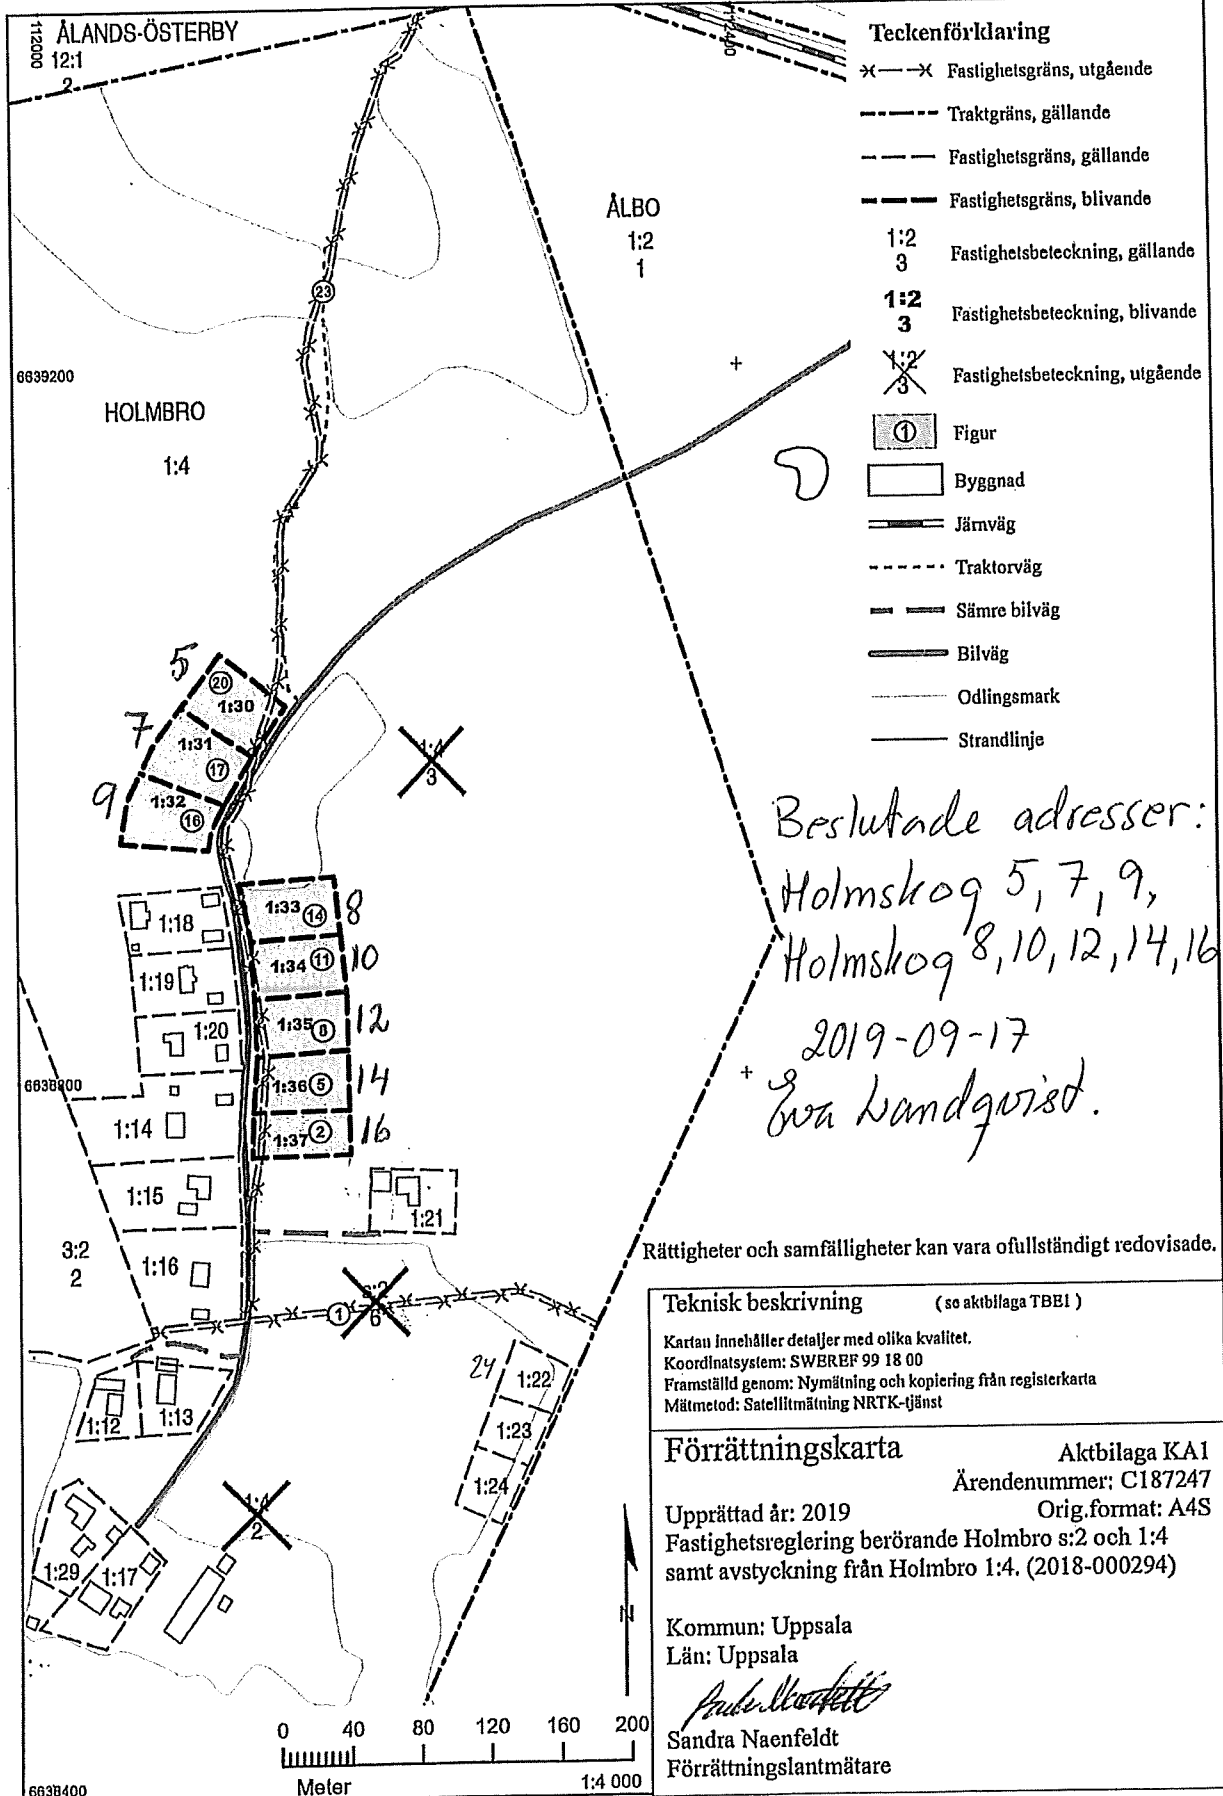 112000
ÅLANDS-ÖSTERBY
12:1
2
112400
ÅLBO
1:2
1
23
6639200
HOLMBRO
1:4
Teckenförklaring
Fastighetsgräns, utgående
Traktgräns, gällande
Fastighetsgräns, gällande
Fastighetsgräns, blivande
1:2
3
Fastighetsbeteckning, gällande
1:2
3
Fastighetsbeteckning, blivande
1:2
3
Fastighetsbeteckning, utgående
1 Figur
Byggnad
Järnväg
Traktorväg
Sämre bilväg
Bilväg
Odlingsmark
Strandlinje
5
20
1:30
7
1:31
17
9
1:32
16
1:4
3
Beslutade adresser:
Holmskog 5, 7, 9,
Holmskog 8, 10, 12, 14, 16
2019-09-17
Eva Landqvist.
1:18
1:33 14 8
1:19
1:34 11 10
1:20
1:35 8 12
6638800
1:36 5 14
1:14
1:37 2 16
1:15
1:21
3:2
2
1:16
1
s:2
6
24
1:22
1:23
1:24
1:12
1:13
1:4
2
1:29
1:17
N
Rättigheter och samfälligheter kan vara ofullständigt redovisade.
Teknisk beskrivning (se aktbilaga TBE1)
Kartan innehåller detaljer med olika kvalitet.
Koordinatsystem: SWEREF 99 18 00
Framställd genom: Nymätning och kopiering från registerkarta
Mätmetod: Satellitmätning NRTK-tjänst
Förrättningskarta
Aktbilaga KA1
Ärendenummer: C187247
Upprättad år: 2019
Orig.format: A4S
Fastighetsreglering berörande Holmbro s:2 och 1:4
samt avstyckning från Holmbro 1:4. (2018-000294)
Kommun: Uppsala
Län: Uppsala
Sandra Naenfeldt
Förrättningslantmätare
0 40 80 120 160 200
Meter
1:4 000
6638400